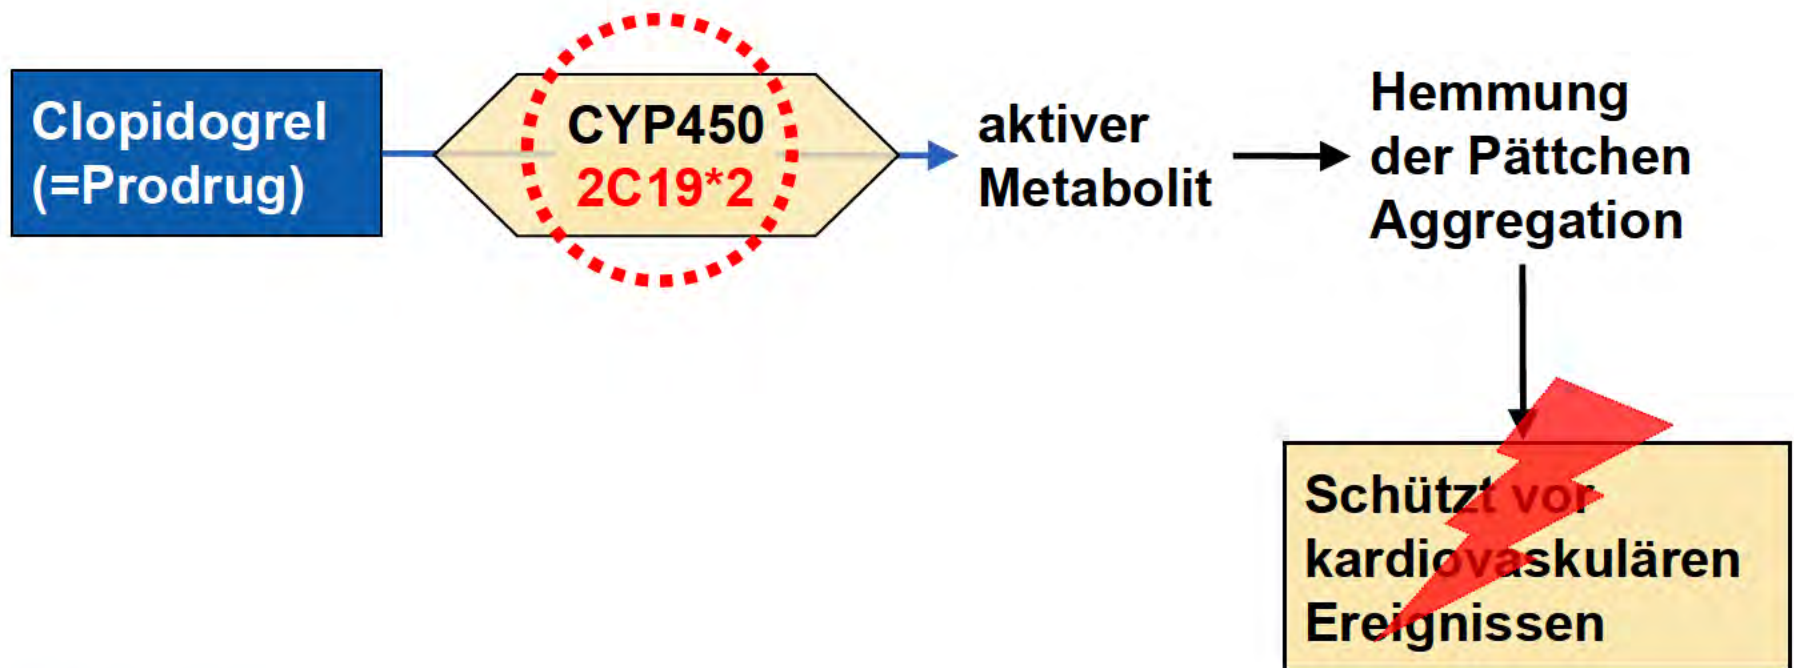 Clopidogrel
(=Prodrug)
CYP450
2C19*2
aktiver
Metabolit
Hemmung
der Pättchen
Aggregation
Schützt vor
kardiovaskulären
Ereignissen